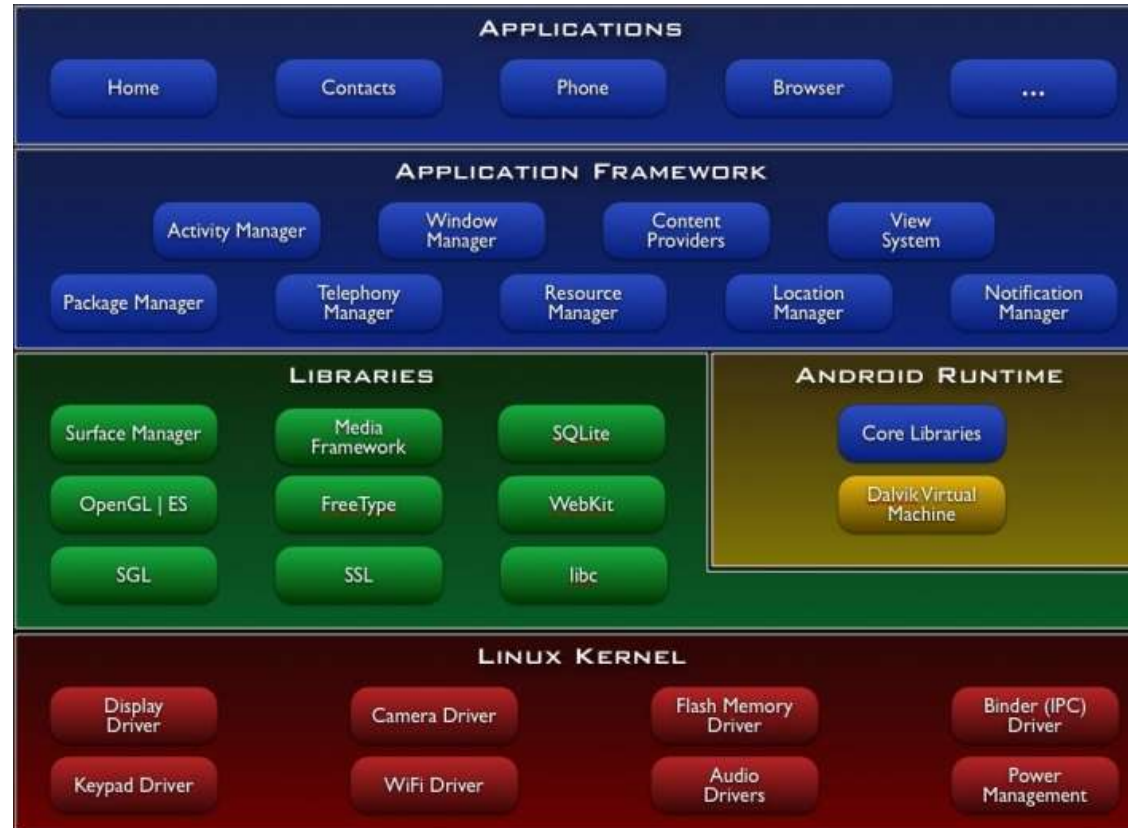 APPLICATIONS
Home
Contacts
Phone
Browser
...
APPLICATION FRAMEWORK
Activity Manager
Window
Manager
Content
Providers
View
System
Package Manager
Telephony
Manager
Resource
Manager
Location
Manager
Notification
Manager
LIBRARIES
Surface Manager
Media
Framework
SQLite
OpenGL | ES
FreeType
WebKit
SGL
SSL
libc
ANDROID RUNTIME
Core Libraries
Dalvik Virtual
Machine
LINUX KERNEL
Display
Driver
Camera Driver
Flash Memory
Driver
Binder (IPC)
Driver
Keypad Driver
WiFi Driver
Audio
Drivers
Power
Management